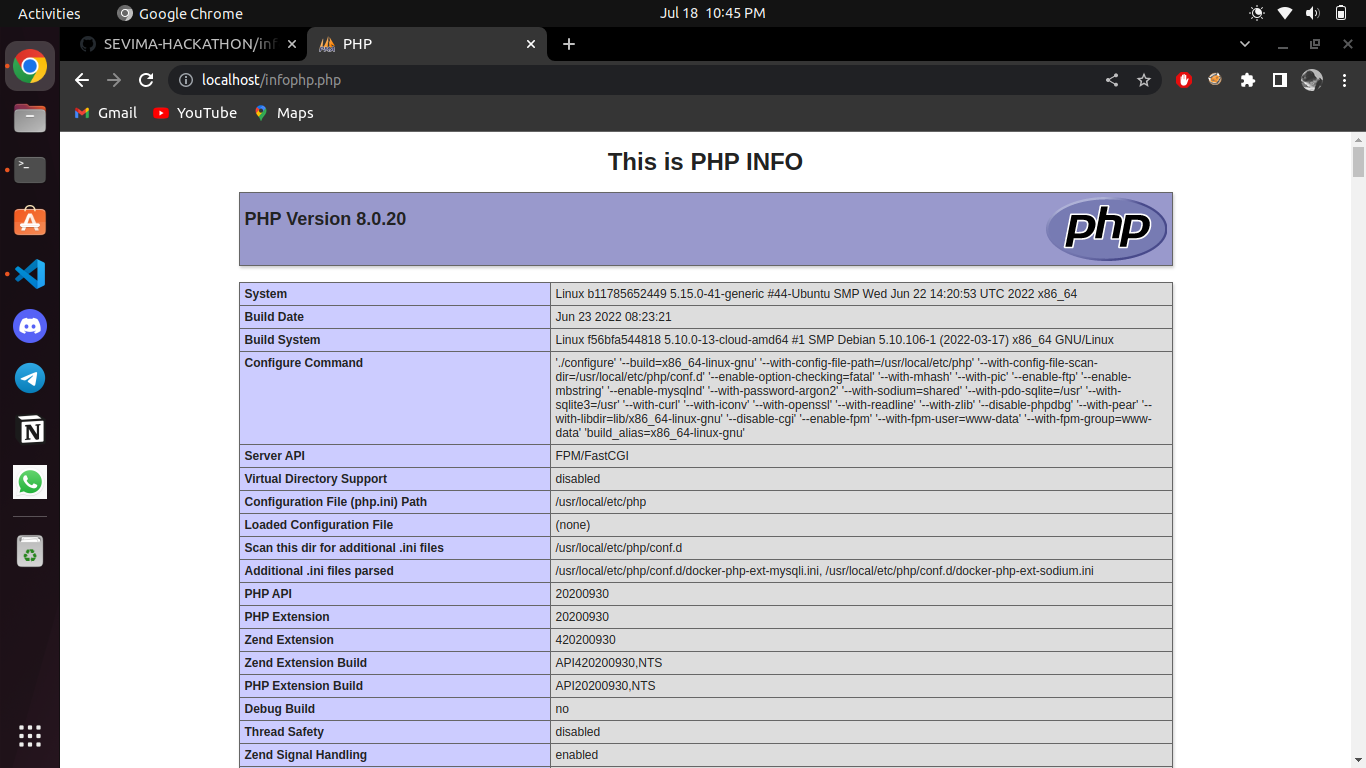 Activities
Google Chrome
Jul 18 10:45 PM
SEVIMA-HACKATHON/inf
PHP
localhost/infophp.php
Gmail
YouTube
Maps
This is PHP INFO
PHP Version 8.0.20
php
System
Linux b11785652449 5.15.0-41-generic #44-Ubuntu SMP Wed Jun 22 14:20:53 UTC 2022 x86_64
Build Date
Jun 23 2022 08:23:21
Build System
Linux f56bfa544818 5.10.0-13-cloud-amd64 #1 SMP Debian 5.10.106-1 (2022-03-17) x86_64 GNU/Linux
Configure Command
'./configure' '--build=x86_64-linux-gnu' '--with-config-file-path=/usr/local/etc/php' '--with-config-file-scan-
dir=/usr/local/etc/php/conf.d' '--enable-option-checking=fatal' '--with-mhash' '--with-pic' '--enable-ftp' '--enable-
mbstring' '--enable-mysqlnd' '--with-password-argon2' '--with-sodium=shared' '--with-pdo-sqlite=/usr' '--with-
sqlite3=/usr' '--with-curl' '--with-iconv' '--with-openssl' '--with-readline' '--with-zlib' '--disable-phpdbg' '--with-pear' '--
with-libdir=lib/x86_64-linux-gnu' '--disable-cgi' '--enable-fpm' '--with-fpm-user=www-data' '--with-fpm-group=www-
data' 'build_alias=x86_64-linux-gnu'
Server API
FPM/FastCGI
Virtual Directory Support
disabled
Configuration File (php.ini) Path
/usr/local/etc/php
Loaded Configuration File
(none)
Scan this dir for additional .ini files
/usr/local/etc/php/conf.d
Additional .ini files parsed
/usr/local/etc/php/conf.d/docker-php-ext-mysqli.ini, /usr/local/etc/php/conf.d/docker-php-ext-sodium.ini
PHP API
20200930
PHP Extension
20200930
Zend Extension
420200930
Zend Extension Build
API420200930,NTS
PHP Extension Build
API20200930,NTS
Debug Build
no
Thread Safety
disabled
Zend Signal Handling
enabled